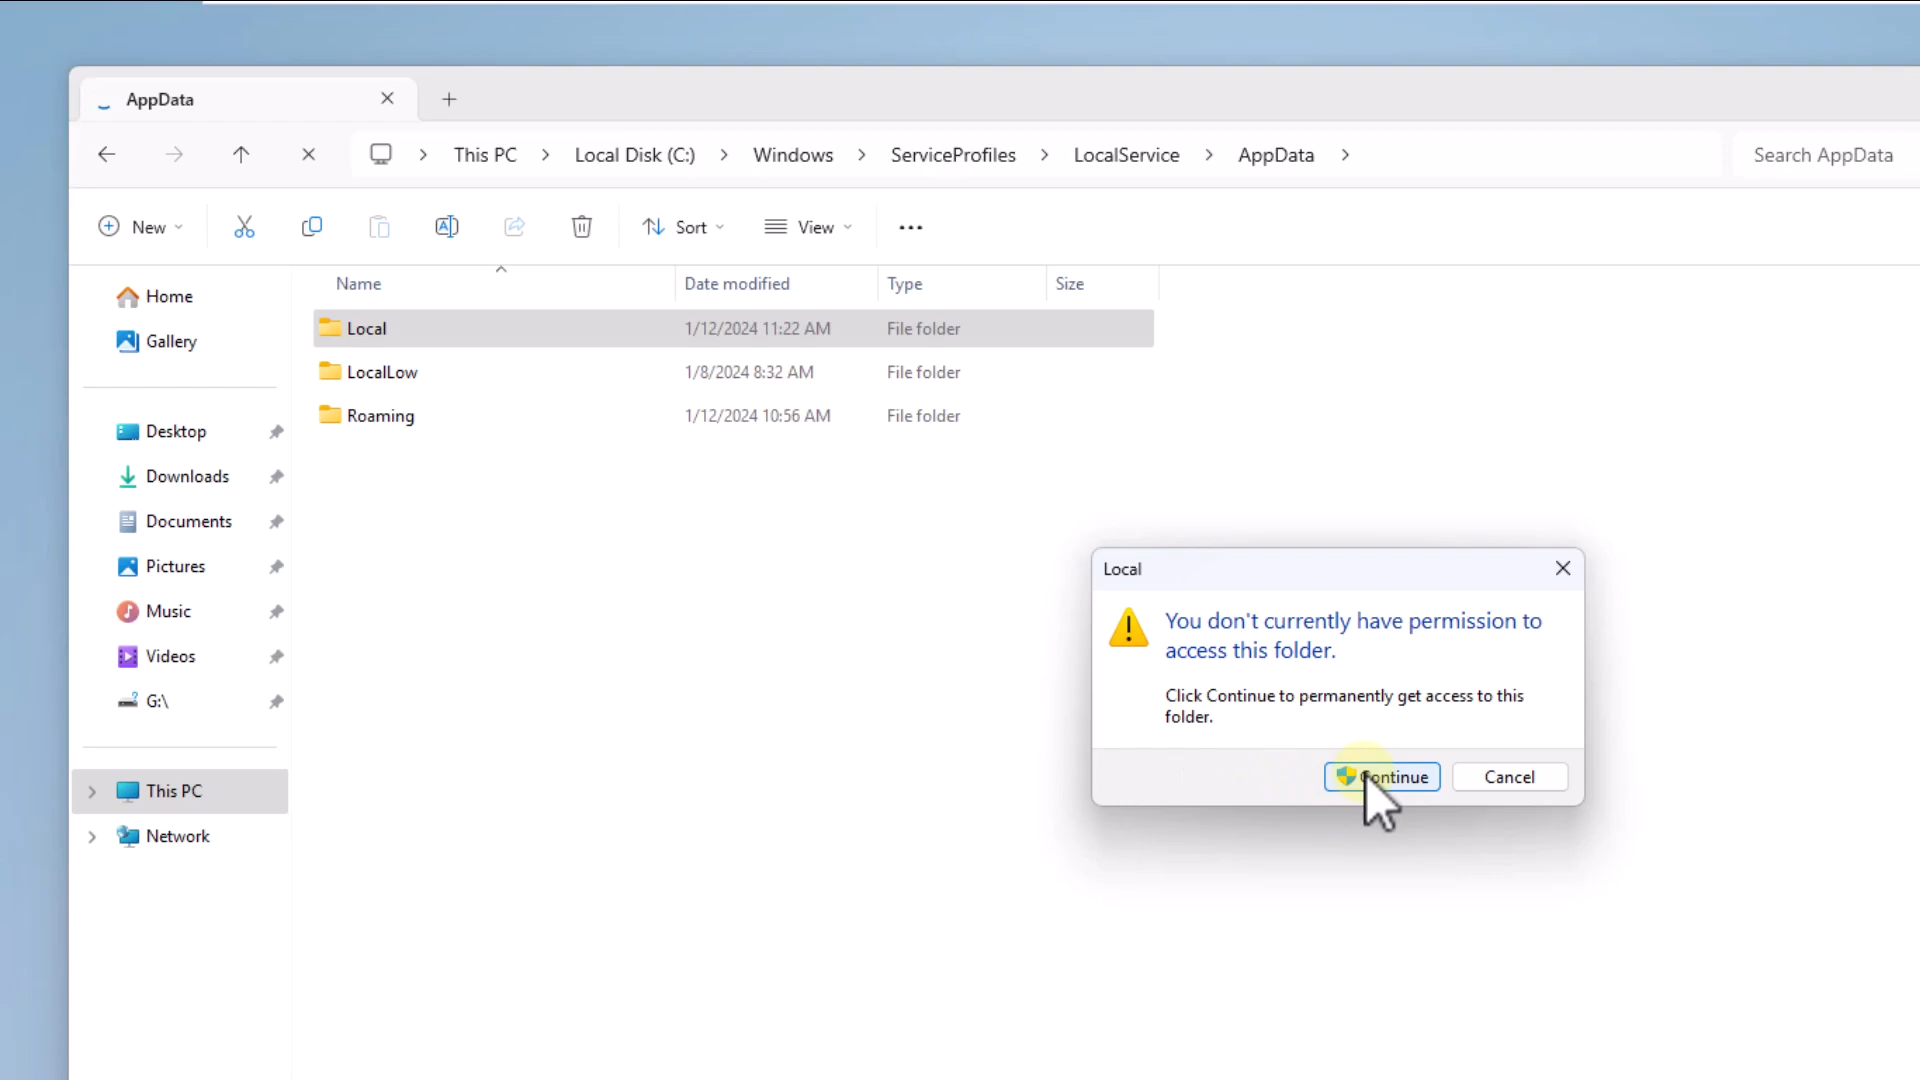 AppData
This PC
Local Disk (C:)
Windows
ServiceProfiles
LocalService
AppData
Search AppData
New
Sort
View
Name
Date modified
Type
Size
Local
1/12/2024 11:22 AM
File folder
LocalLow
1/8/2024 8:32 AM
File folder
Roaming
1/12/2024 10:56 AM
File folder
Home
Gallery
Desktop
Downloads
Documents
Pictures
Music
Videos
G:\
This PC
Network
Local
You don't currently have permission to
access this folder.
Click Continue to permanently get access to this
folder.
Continue
Cancel